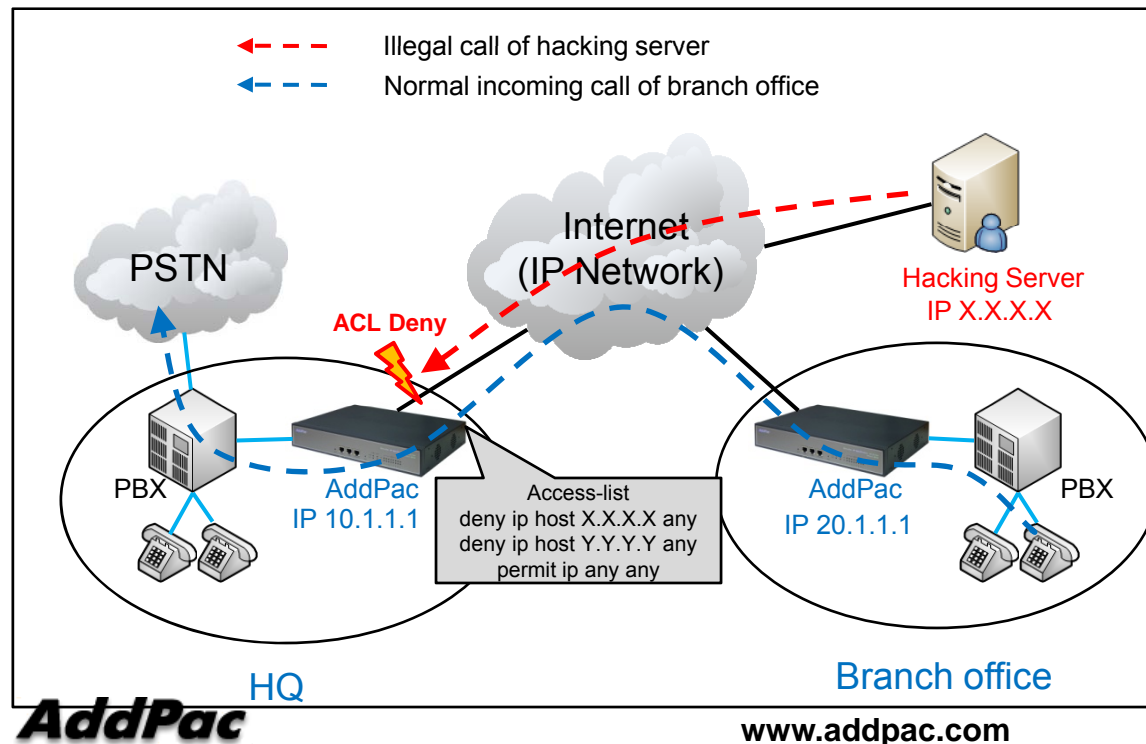 Illegal call of hacking server
Normal incoming call of branch office
Internet
(IP Network)
PSTN
Hacking Server
IP X.X.X.X
ACL Deny
PBX
AddPac
IP 10.1.1.1
Access-list
deny ip host X.X.X.X any
deny ip host Y.Y.Y.Y any
permit ip any any
AddPac
IP 20.1.1.1
PBX
HQ
Branch office
AddPac
www.addpac.com